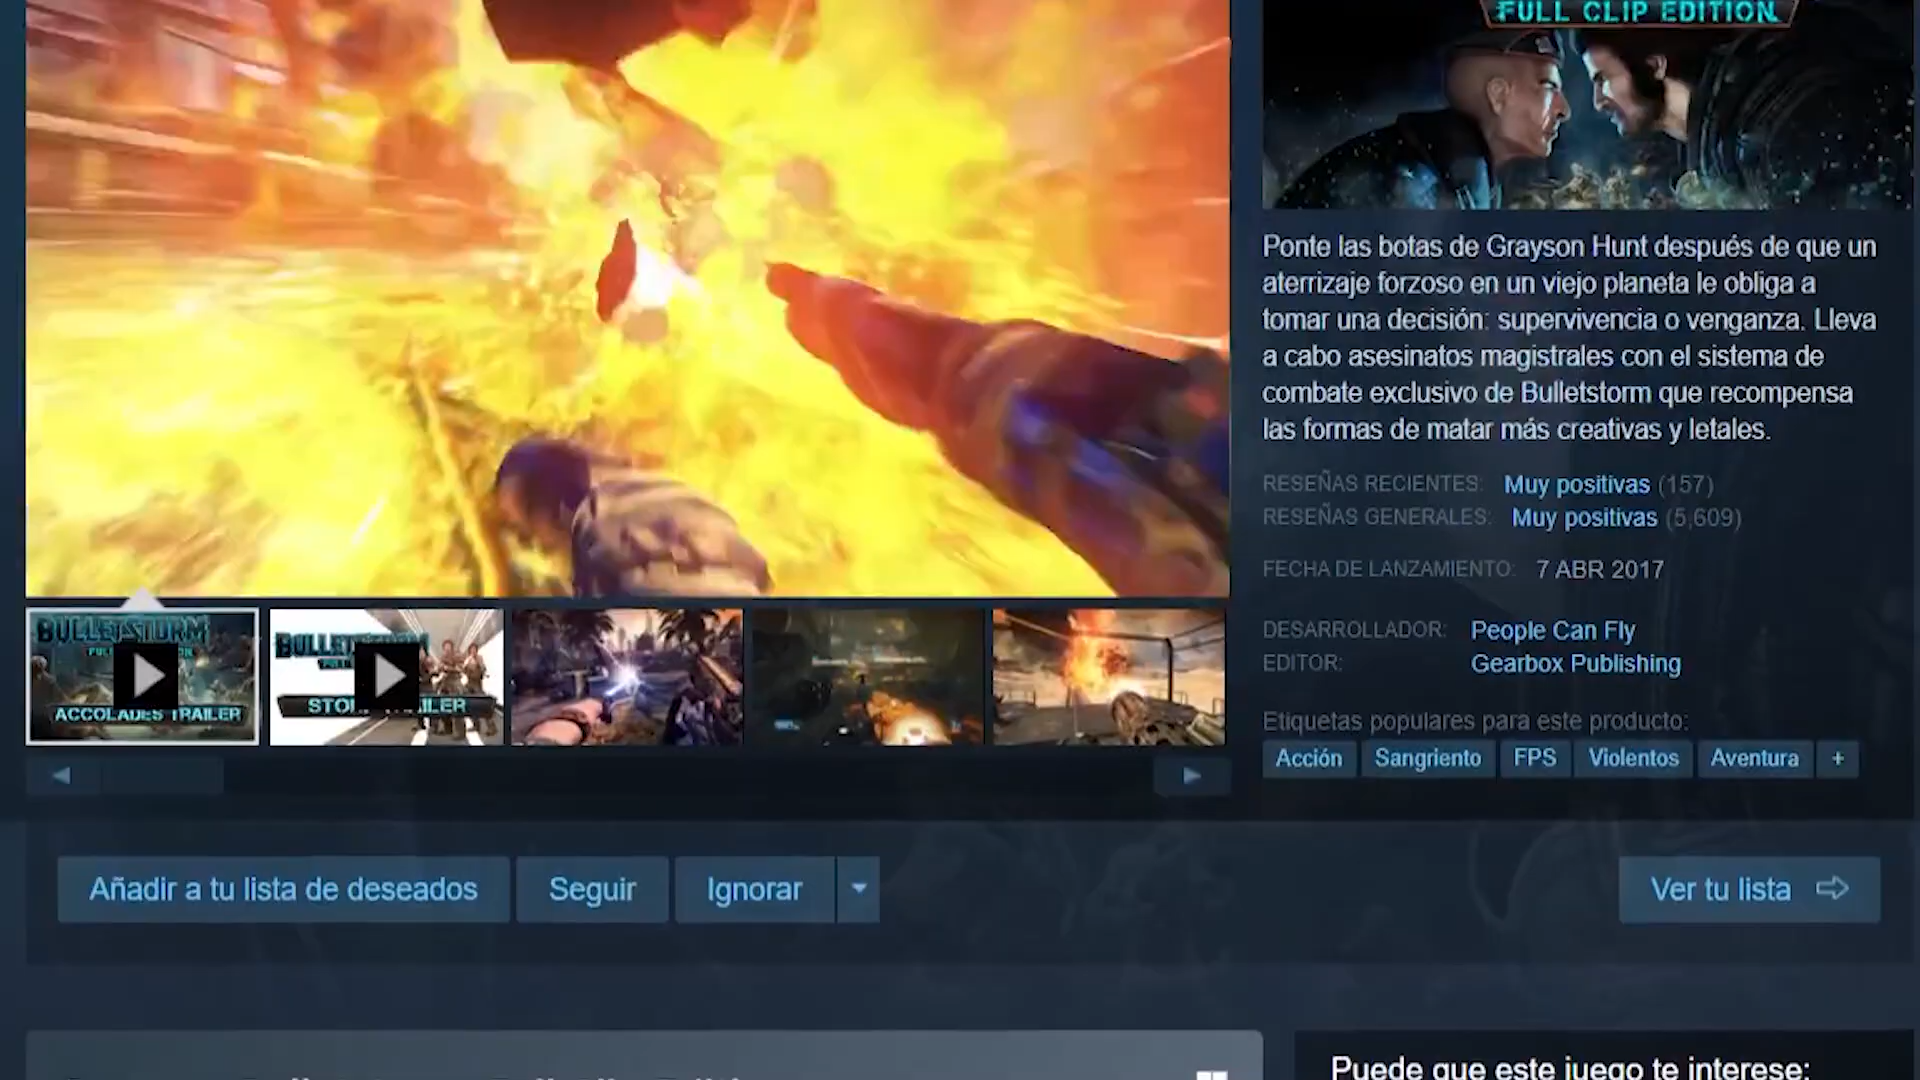 FULL CLIP EDITION
Ponte las botas de Grayson Hunt después de que un
aterrizaje forzoso en un viejo planeta le obliga a
tomar una decisión: supervivencia o venganza. Lleva
a cabo asesinatos magistrales con el sistema de
combate exclusivo de Bulletstorm que recompensa
las formas de matar más creativas y letales.
RESEÑAS RECIENTES: Muy positivas (157)
RESEÑAS GENERALES: Muy positivas (5,609)
FECHA DE LANZAMIENTO: 7 ABR 2017
DESARROLLADOR: People Can Fly
EDITOR: Gearbox Publishing
Etiquetas populares para este producto:
Acción Sangriento FPS Violentos Aventura +
BULLETSTORM
ACCOLADES TRAILER
Añadir a tu lista de deseados Seguir Ignorar Ver tu lista
Puede que este juego te interese: